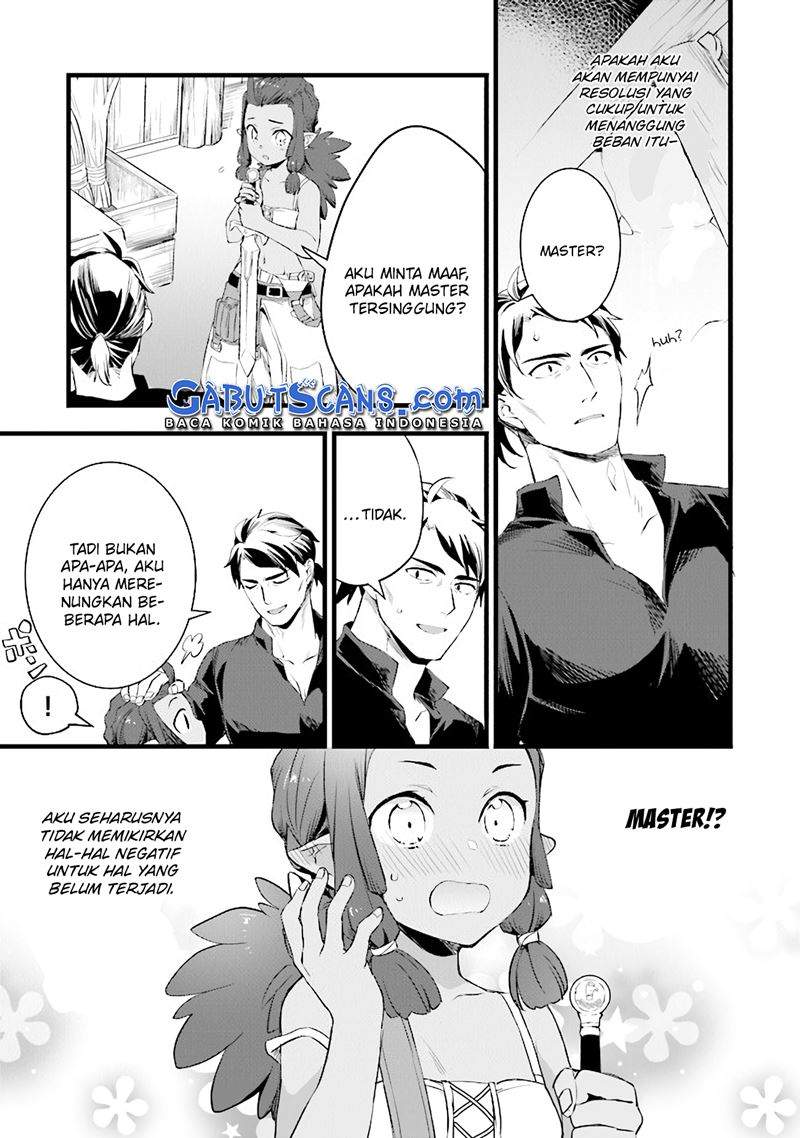 APAKAH AKU
AKAN MEMPUNYAI
RESOLUSI YANG
CUKUP UNTUK
MENANGGUNG
BEBAN ITU-
MASTER?
huh?
AKU MINTA MAAF,
APAKAH MASTER
TERSINGGUNG?
GABUTSCANS.COM
BACA KOMIK BAHASA INDONESIA
...TIDAK.
TADI BUKAN
APA-APA, AKU
HANYA MERE-
NUNGKAN BE-
BERAPA HAL.
!
MASTER!?
AKU SEHARUSNYA
TIDAK MEMIKIRKAN
HAL-HAL NEGATIF
UNTUK HAL YANG
BELUM TERJADI.